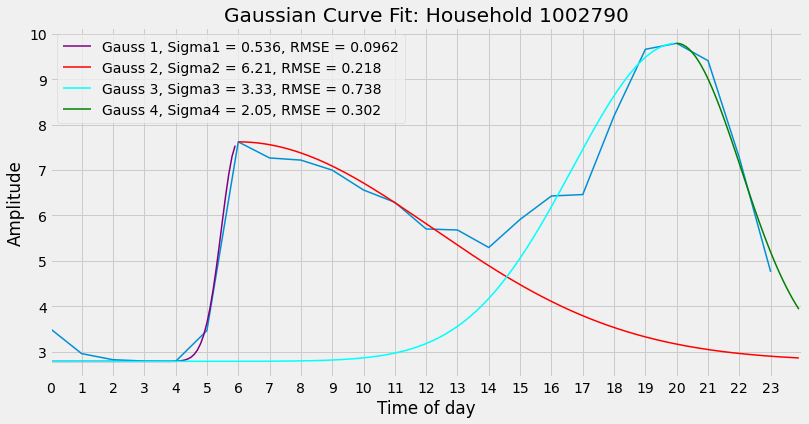 Gaussian Curve Fit: Household 1002790
Gauss 1, Sigma1 = 0.536, RMSE = 0.0962
Gauss 2, Sigma2 = 6.21, RMSE = 0.218
Gauss 3, Sigma3 = 3.33, RMSE = 0.738
Gauss 4, Sigma4 = 2.05, RMSE = 0.302
Amplitude
10
9
8
7
6
5
4
3
0 1 2 3 4 5 6 7 8 9 10 11 12 13 14 15 16 17 18 19 20 21 22 23
Time of day